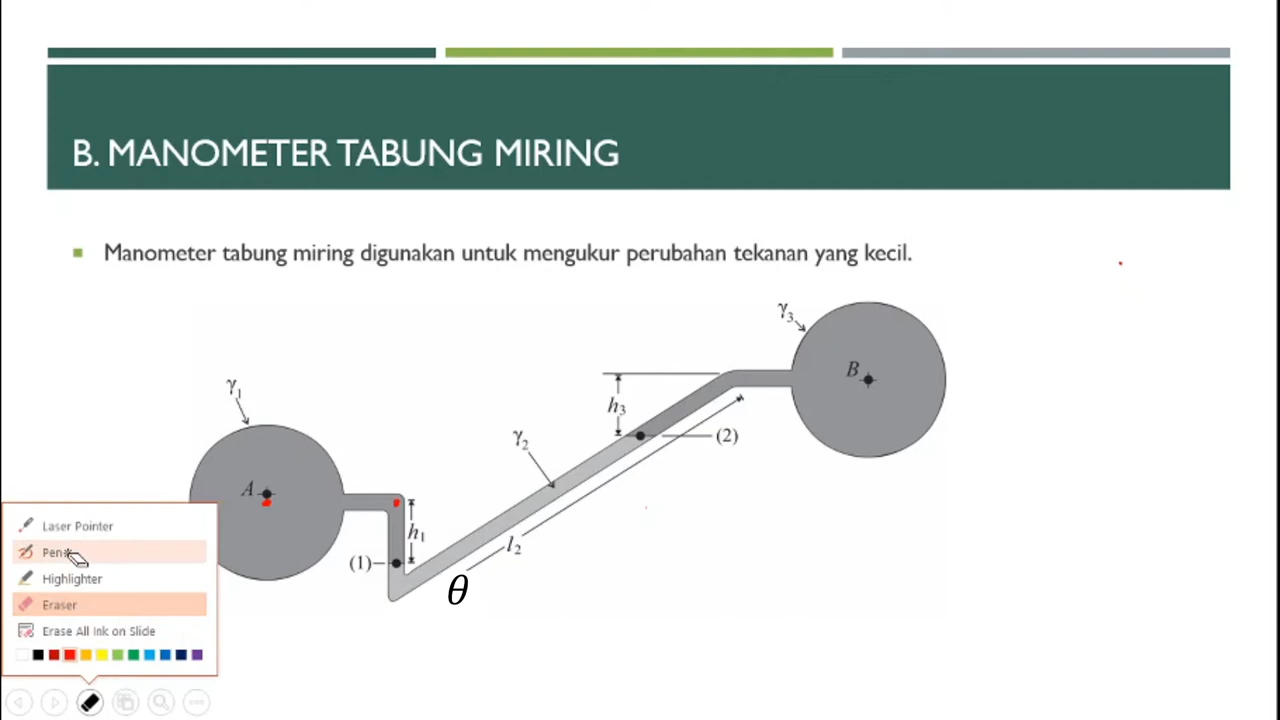 B. MANOMETER TABUNG MIRING
Manometer tabung miring digunakan untuk mengukur perubahan tekanan yang kecil.
γ3
B
γ1
h3
γ2
(2)
A
h1
l2
(1)
θ
Laser Pointer
Pen
Highlighter
Eraser
Erase All Ink on Slide